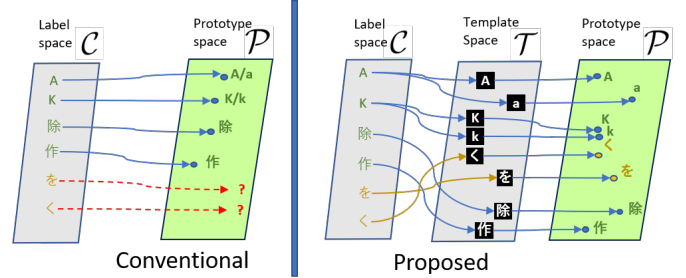 Label
space C
Prototype
space P
A
K
除
作
を
く
A/a
K/k
除
作
?
?
Conventional
Label
space C
Template
Space T
Prototype
space P
A
K
除
作
を
く
A
a
K
k
く
を
除
作
A
a
K
k
く
を
除
作
Proposed